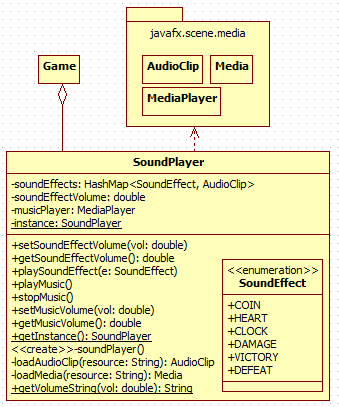 javafx.scene.media
Game
AudioClip
Media
MediaPlayer
SoundPlayer
-soundEffects: HashMap<SoundEffect, AudioClip>
-soundEffectVolume: double
-musicPlayer: MediaPlayer
-instance: SoundPlayer
+setSoundEffectVolume(vol: double)
+getSoundEffectVolume(): double
+playSoundEffect(e: SoundEffect)
+playMusic()
+stopMusic()
+setMusicVolume(vol: double)
+getMusicVolume(): double
+getInstance(): SoundPlayer
<<create>>-soundPlayer()
-loadAudioClip(resource: String): AudioClip
-loadMedia(resource: String): Media
+getVolumeString(vol: double): String
<<enumeration>>
SoundEffect
+COIN
+HEART
+CLOCK
+DAMAGE
+VICTORY
+DEFEAT